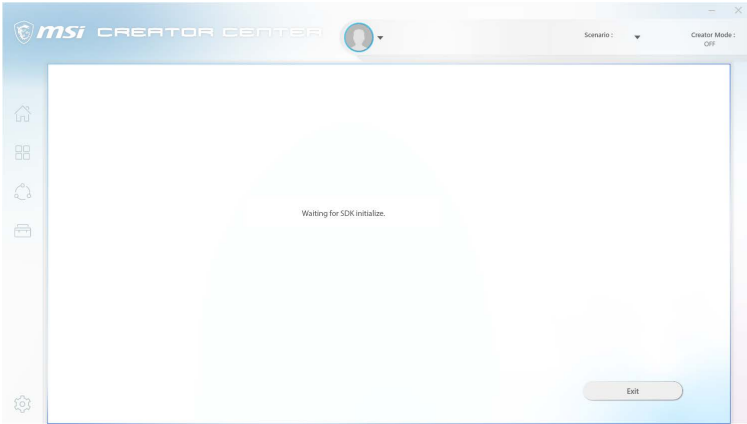 msi CREATOR CENTER
Scenario :
Creator Mode :
OFF
Waiting for SDK initialize.
Exit